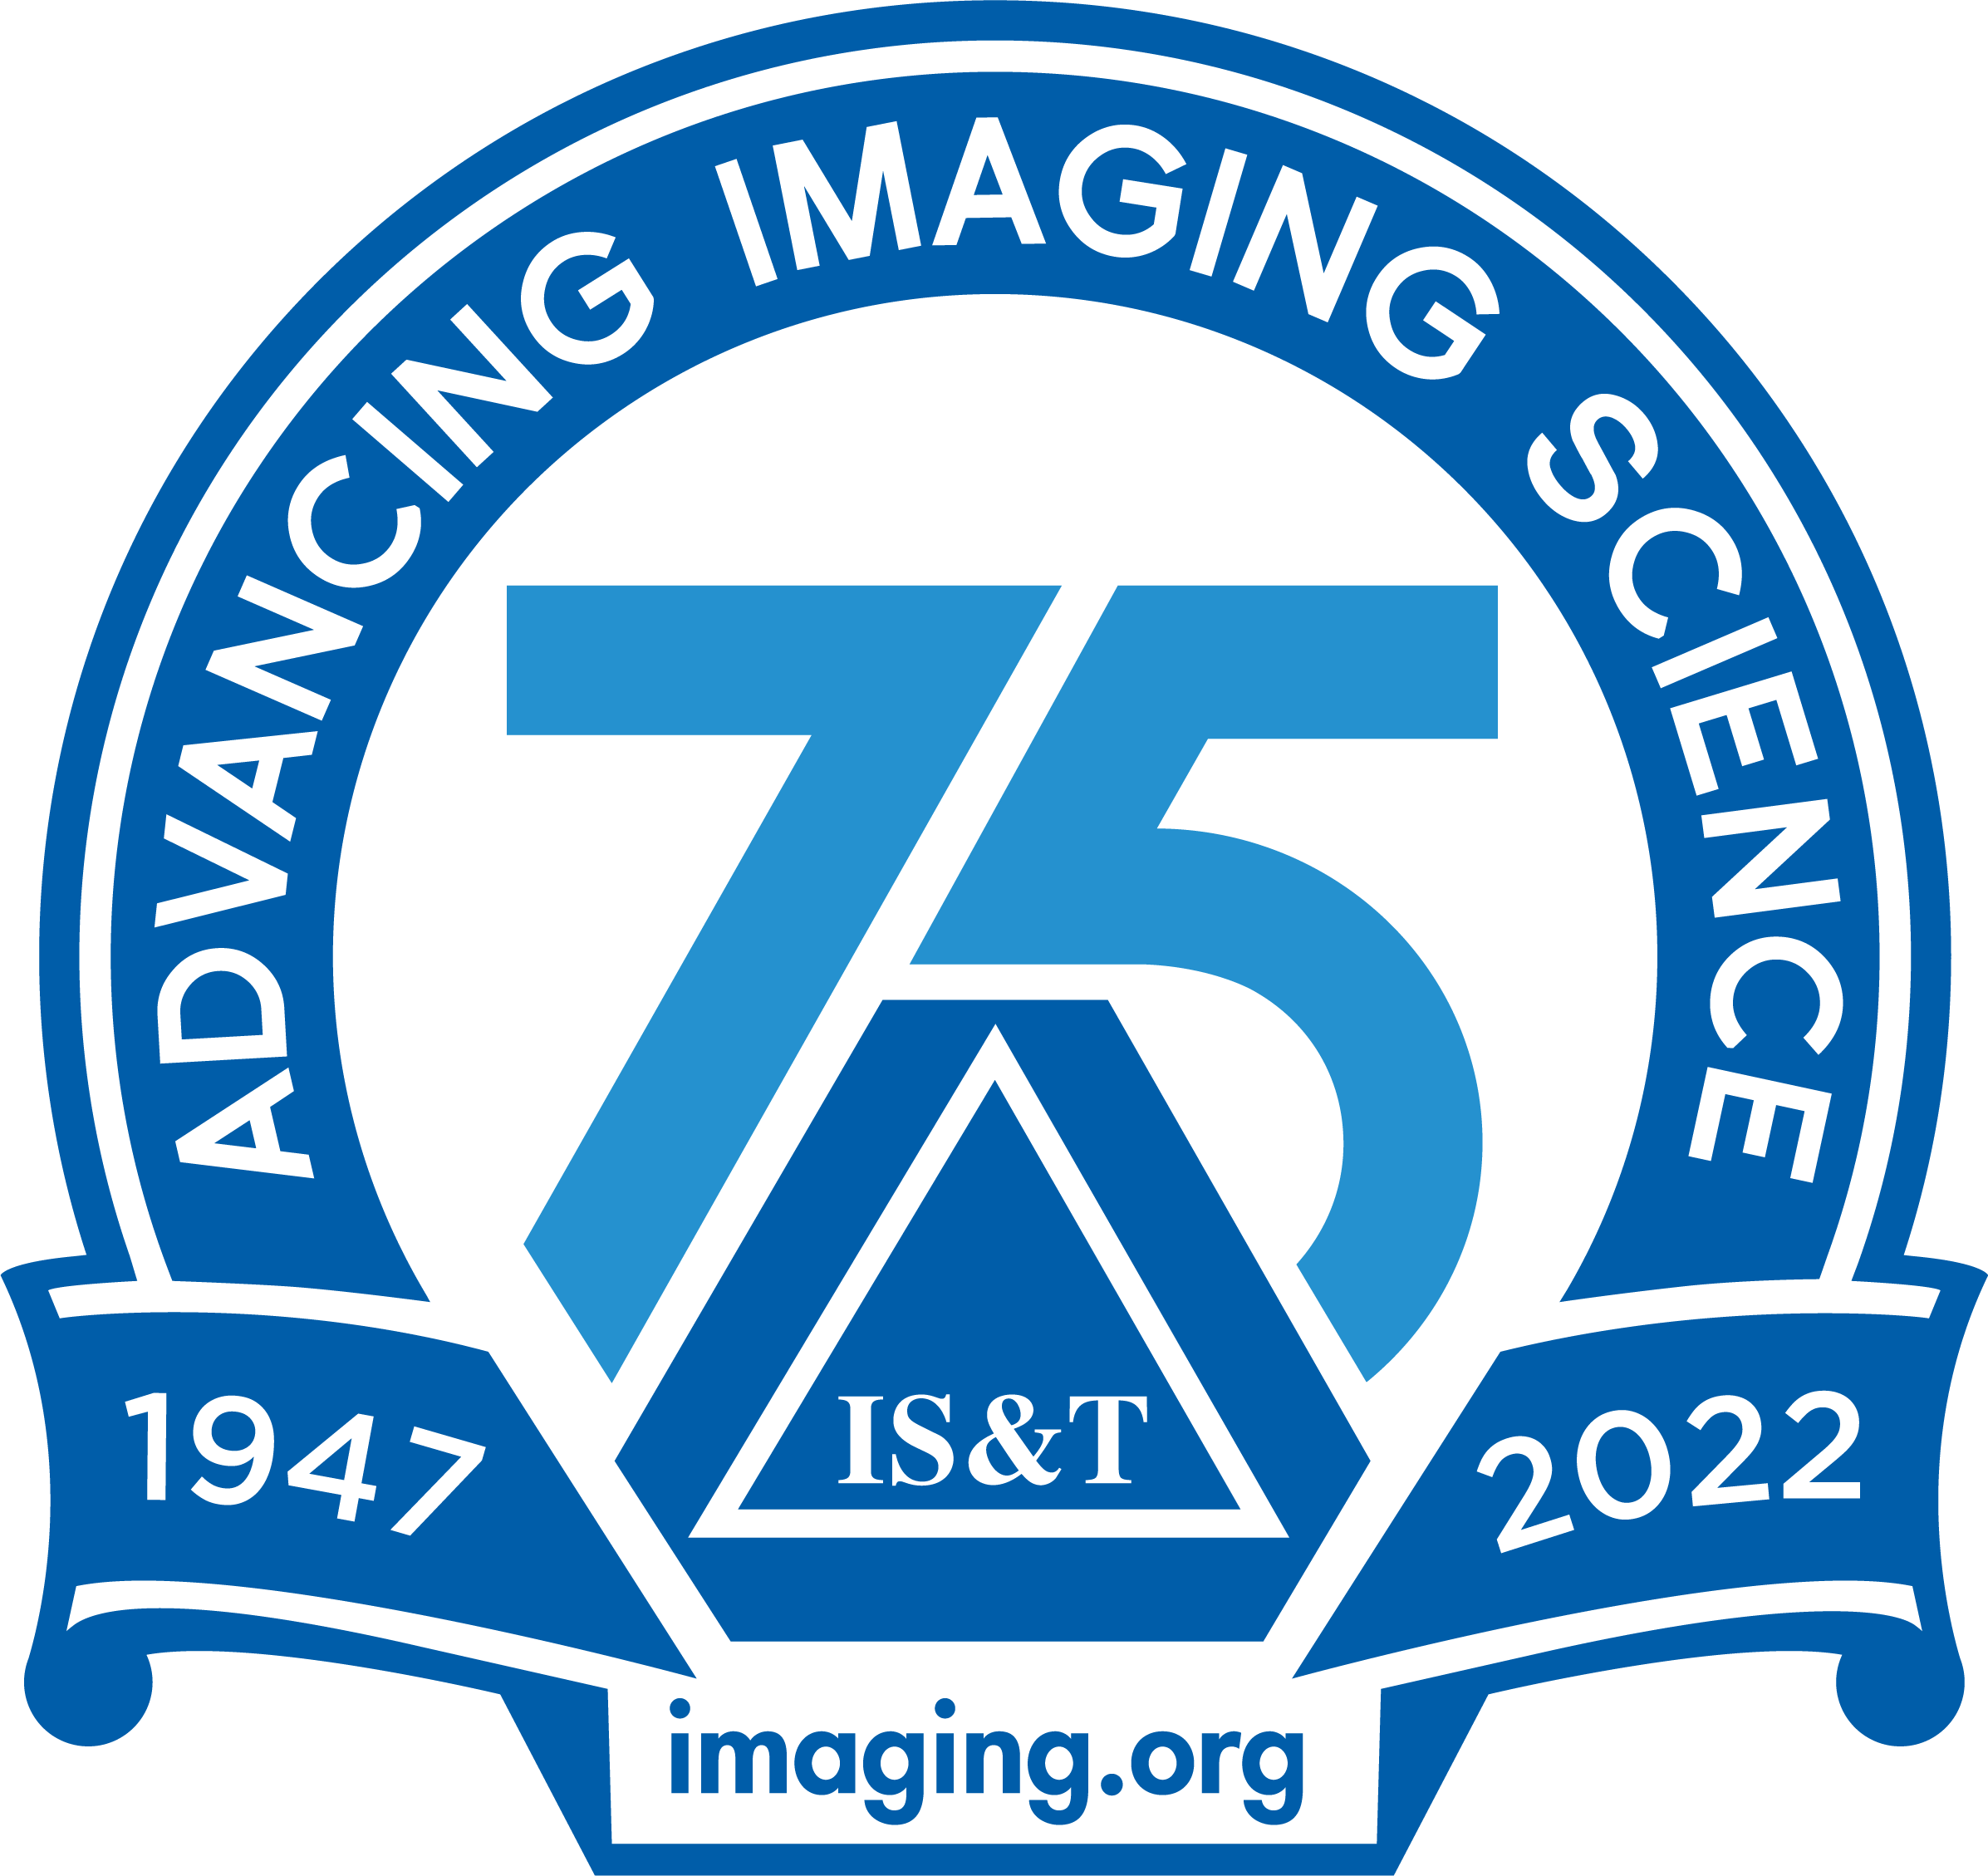 ADVANCING IMAGING SCIENCE
75
IS&T
1947
2022
imaging.org